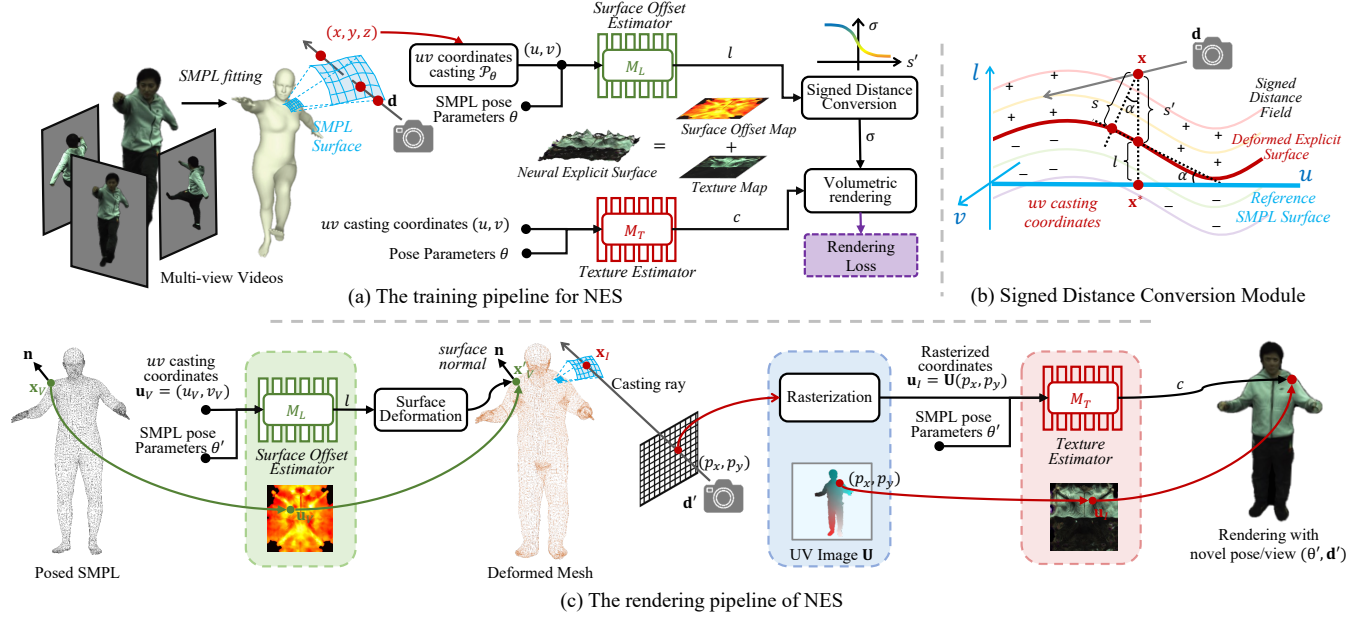 (x, y, z)
SMPL fitting
d
SMPL
Surface
Multi-view Videos
uv coordinates
casting 𝒫_θ
(u, v)
SMPL pose
Parameters θ
Surface Offset
Estimator
M_L
l
σ
s′
Signed Distance
Conversion
σ
Surface Offset Map
=
+
Neural Explicit Surface
Texture Map
Volumetric
rendering
uv casting coordinates (u, v)
Pose Parameters θ
M_T
c
Texture Estimator
Rendering
Loss
(a) The training pipeline for NES
d
l
x
s
α
s′
Signed
Distance
Field
Deformed Explicit
Surface
l
α
u
v
uv casting
coordinates
x*
Reference
SMPL Surface
+ + + + + + + +
− − − − − − −
(b) Signed Distance Conversion Module
n
x_V
Posed SMPL
uv casting
coordinates
u_V = (u_V, v_V)
SMPL pose
Parameters θ′
M_L
Surface Offset
Estimator
l
Surface
Deformation
surface
normal
n
x′_V
x_I
Casting ray
(p_x, p_y)
d′
Deformed Mesh
Rasterization
(p_x, p_y)
UV Image U
Rasterized
coordinates
u_I = U(p_x, p_y)
SMPL pose
Parameters θ′
M_T
Texture
Estimator
u_I
c
Rendering with
novel pose/view (θ′, d′)
(c) The rendering pipeline of NES